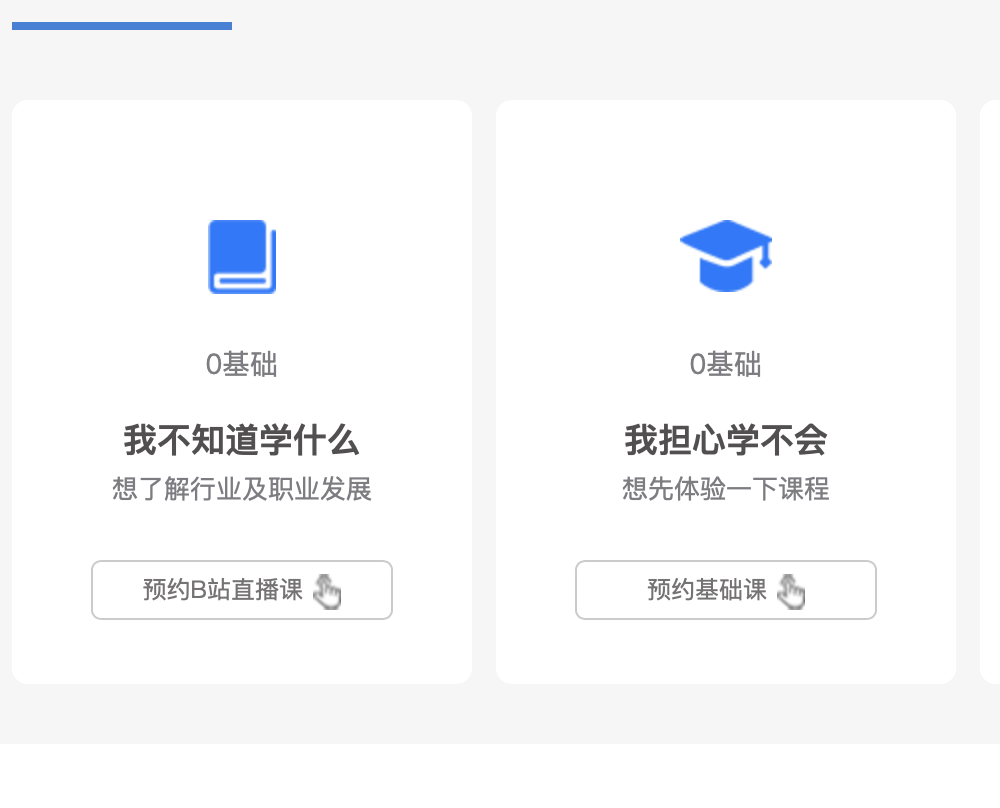 0基础
我不知道学什么
想了解行业及职业发展
预约B站直播课
0基础
我担心学不会
想先体验一下课程
预约基础课